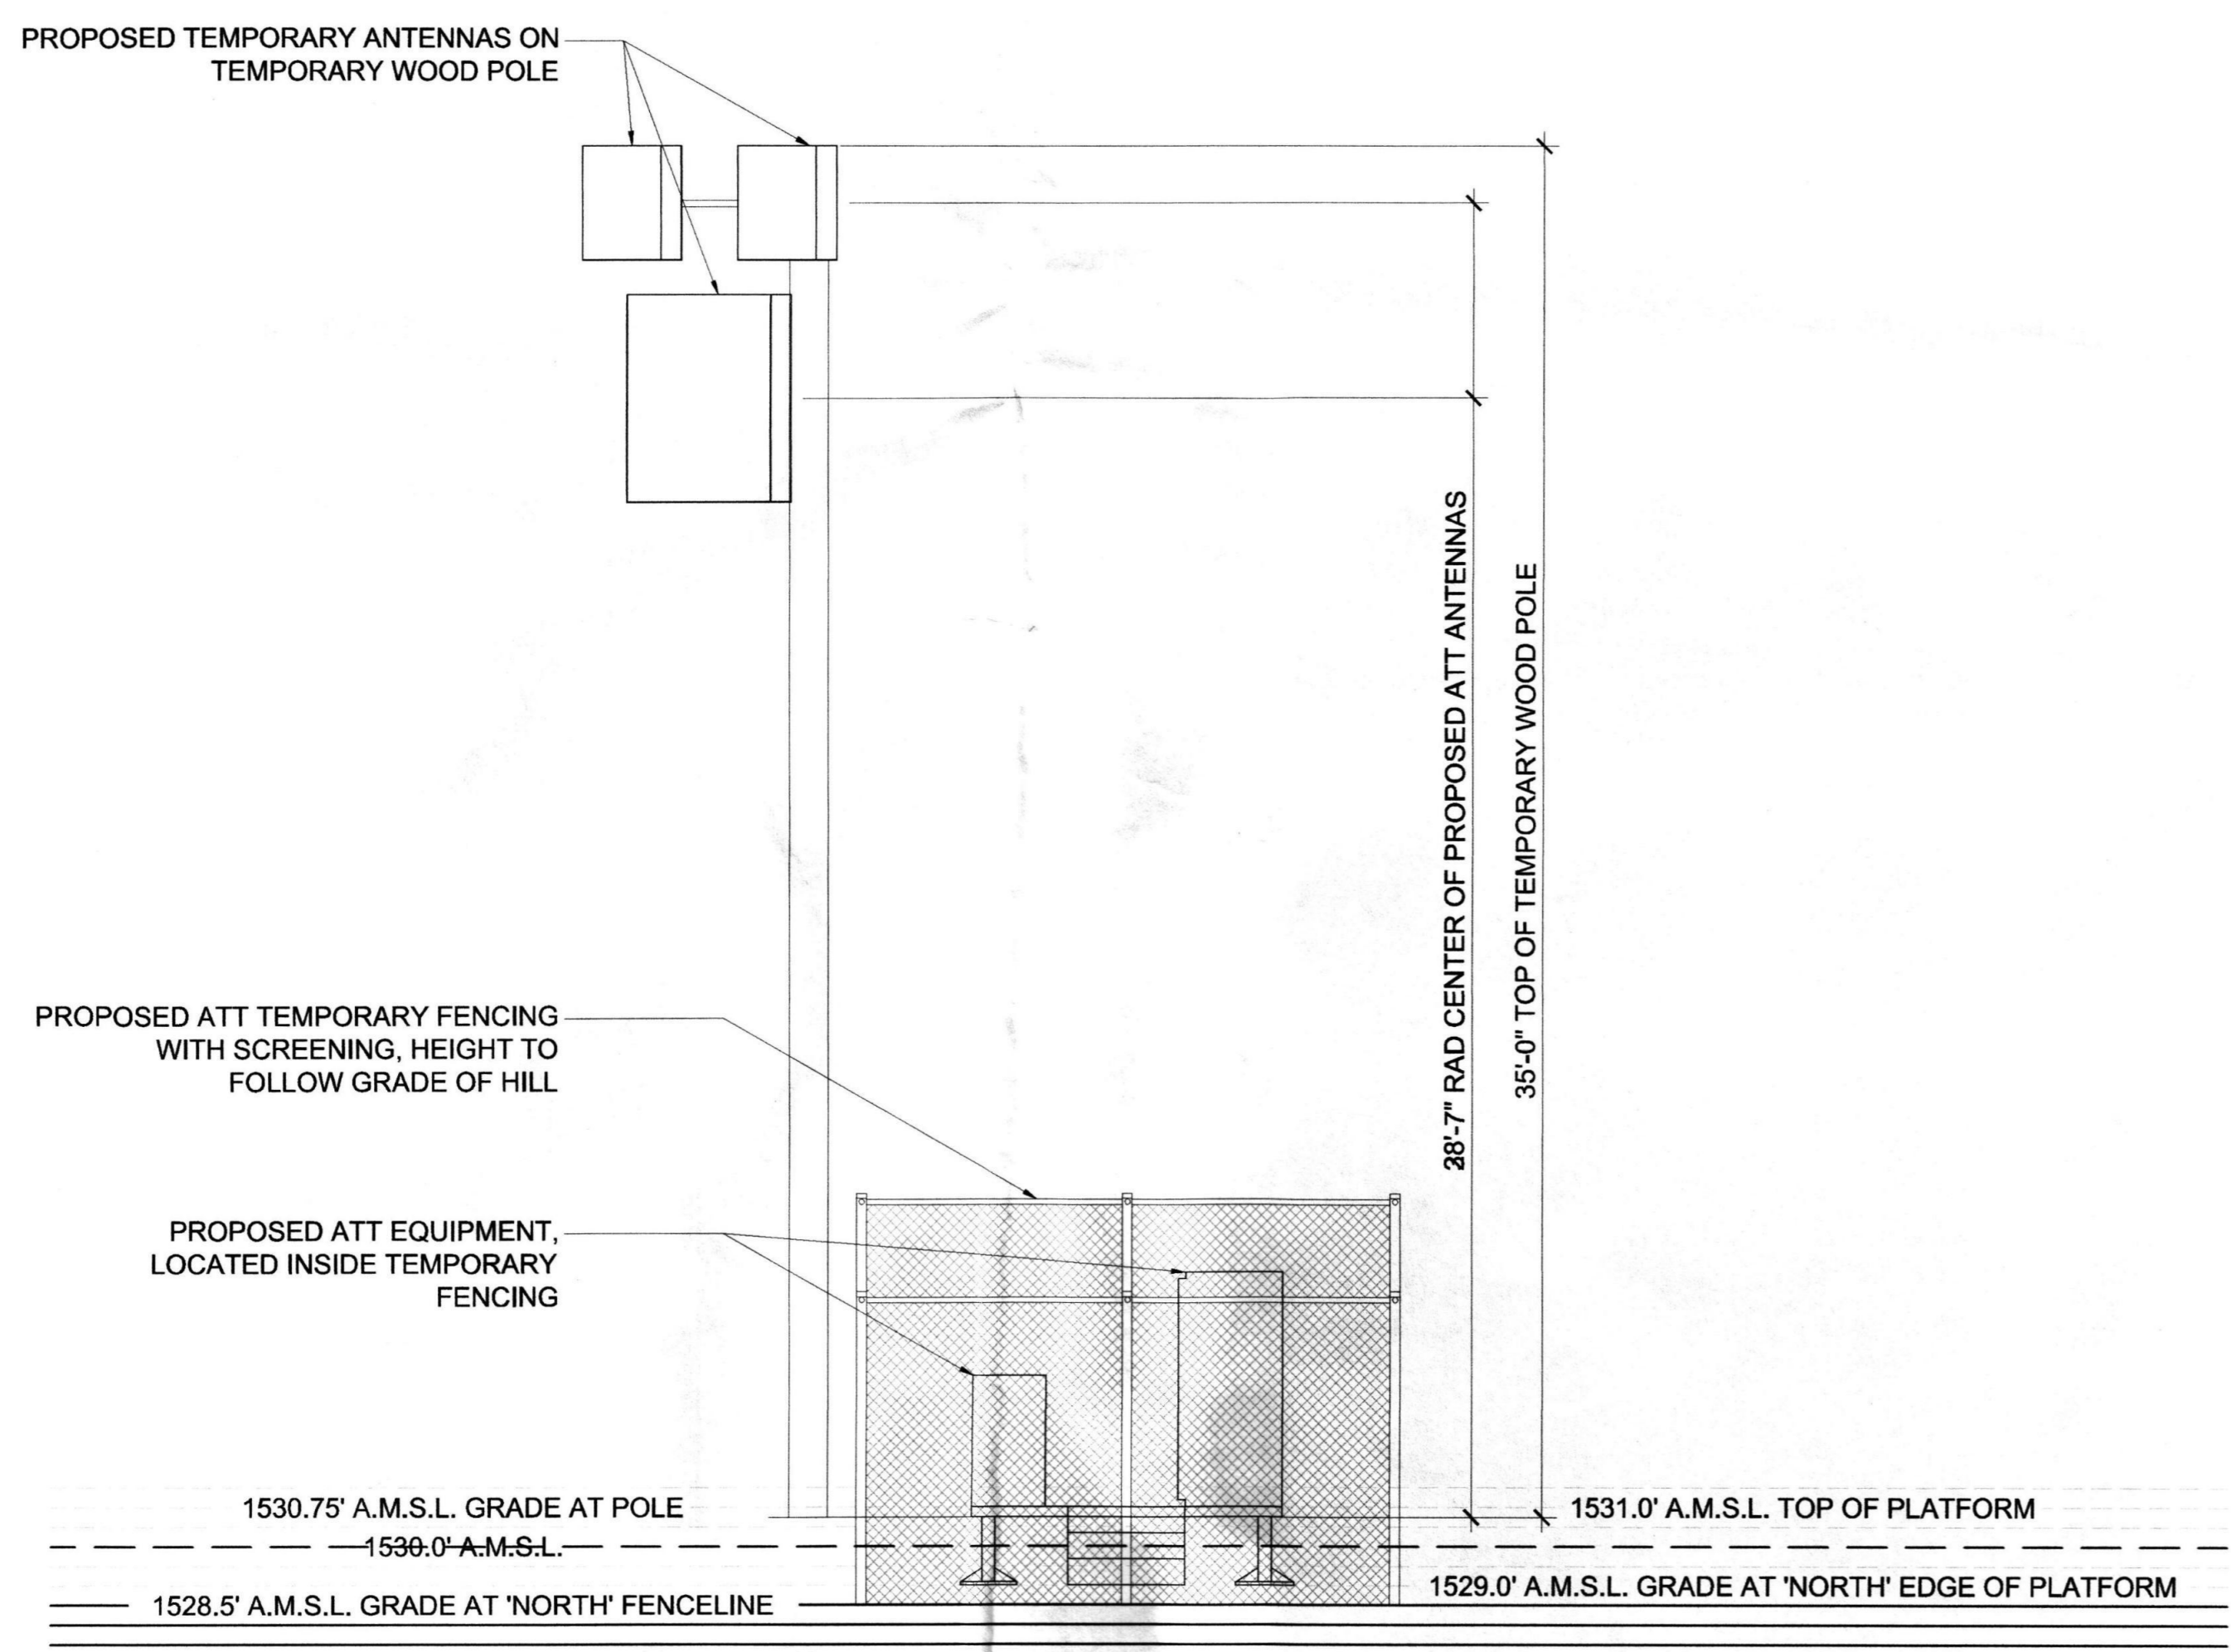 PROPOSED TEMPORARY ANTENNAS ON
TEMPORARY WOOD POLE
RAD CENTER OF PROPOSED ATT ANTENNAS
35'-0" TOP OF TEMPORARY WOOD POLE
PROPOSED ATT TEMPORARY FENCING
WITH SCREENING, HEIGHT TO
FOLLOW GRADE OF HILL
PROPOSED ATT EQUIPMENT,
LOCATED INSIDE TEMPORARY
FENCING
1530.75' A.M.S.L. GRADE AT POLE
1531.0' A.M.S.L. TOP OF PLATFORM
1530.0' A.M.S.L.
1529.0' A.M.S.L. GRADE AT 'NORTH' EDGE OF PLATFORM
1528.5' A.M.S.L. GRADE AT 'NORTH' FENCELINE